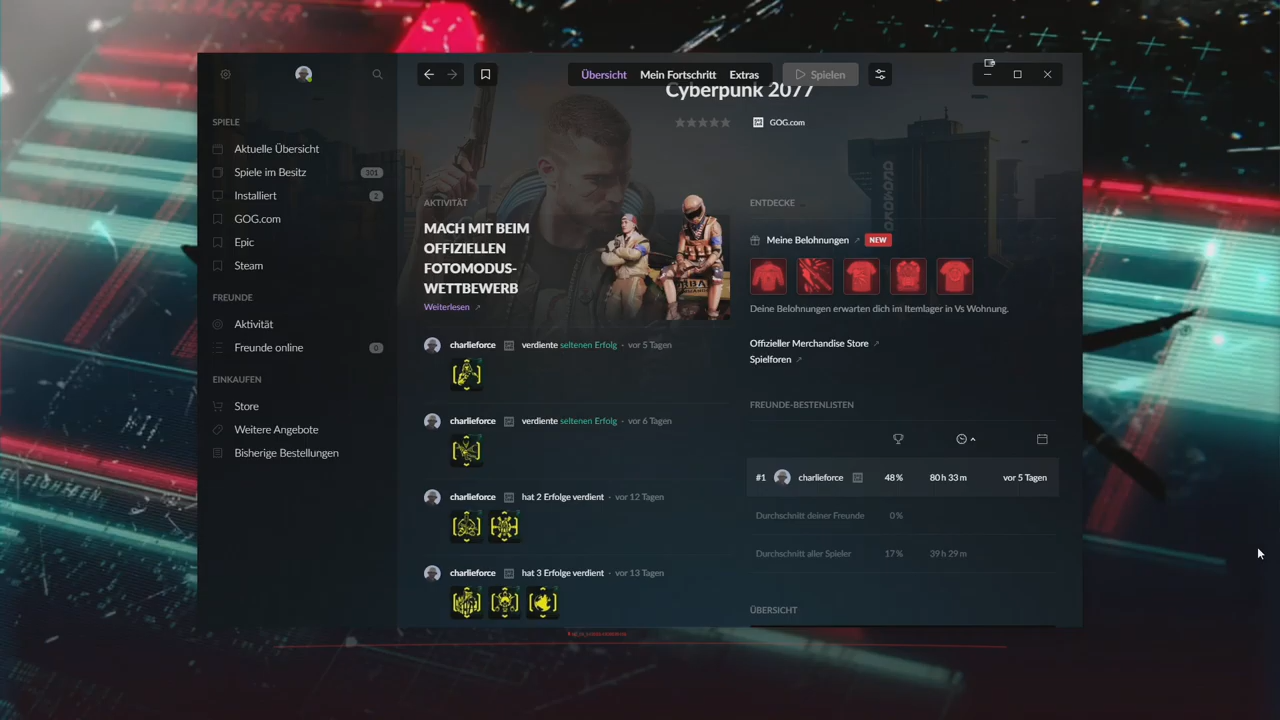 Übersicht
Mein Fortschritt
Extras
Spielen
Cyberpunk 2077
GOG.com
SPIELE
Aktuelle Übersicht
Spiele im Besitz 301
Installiert 2
GOG.com
Epic
Steam
FREUNDE
Aktivität
Freunde online 0
EINKAUFEN
Store
Weitere Angebote
Bisherige Bestellungen
AKTIVITÄT
MACH MIT BEIM
OFFIZIELLEN
FOTOMODUS-
WETTBEWERB
Weiterlesen
charlieforce verdiente seltenen Erfolg · vor 5 Tagen
charlieforce verdiente seltenen Erfolg · vor 6 Tagen
charlieforce hat 2 Erfolge verdient · vor 12 Tagen
charlieforce hat 3 Erfolge verdient · vor 13 Tagen
ENTDECKE
Meine Belohnungen NEW
Deine Belohnungen erwarten dich im Itemlager in Vs Wohnung.
Offizieller Merchandise Store
Spielforen
FREUNDE-BESTENLISTEN
#1 charlieforce 48 % 80 h 33 m vor 5 Tagen
Durchschnitt deiner Freunde 0 %
Durchschnitt aller Spieler 17 % 39 h 29 m
ÜBERSICHT